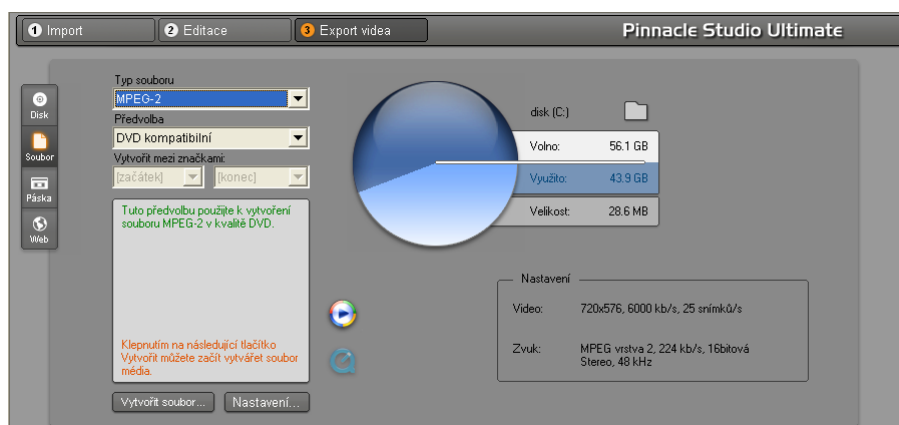 1 Import
2 Editace
3 Export videa
Pinnacle Studio Ultimate
Disk
Soubor
Páska
Web
Typ souboru
MPEG-2
Předvolba
DVD kompatibilní
Vytvořit mezi značkami:
[začátek] [konec]
Tuto předvolbu použijte k vytvoření
souboru MPEG-2 v kvalitě DVD.
Klepnutím na následující tlačítko
Vytvořit můžete začít vytvářet soubor
média.
Vytvořit soubor... Nastavení...
disk (C:)
Volno: 56.1 GB
Využito: 43.9 GB
Velikost: 28.6 MB
Nastavení
Video: 720x576, 6000 kb/s, 25 snímků/s
Zvuk: MPEG vrstva 2, 224 kb/s, 16bitová
Stereo, 48 kHz